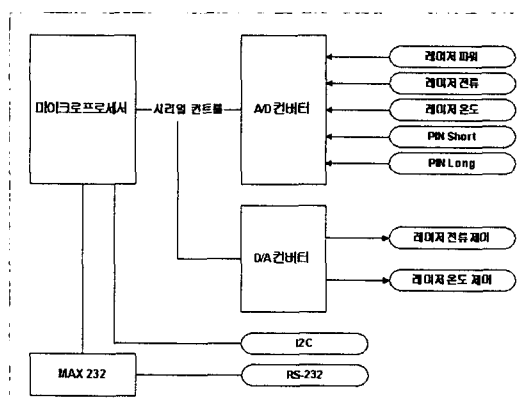 마이크로프로세서
시리얼 컨트롤
A/D 컨버터
레이저 파워
레이저 전류
레이저 온도
PIN Short
PIN Long
D/A 컨버터
레이저 전류 제어
레이저 온도 제어
I2C
MAX 232
RS-232